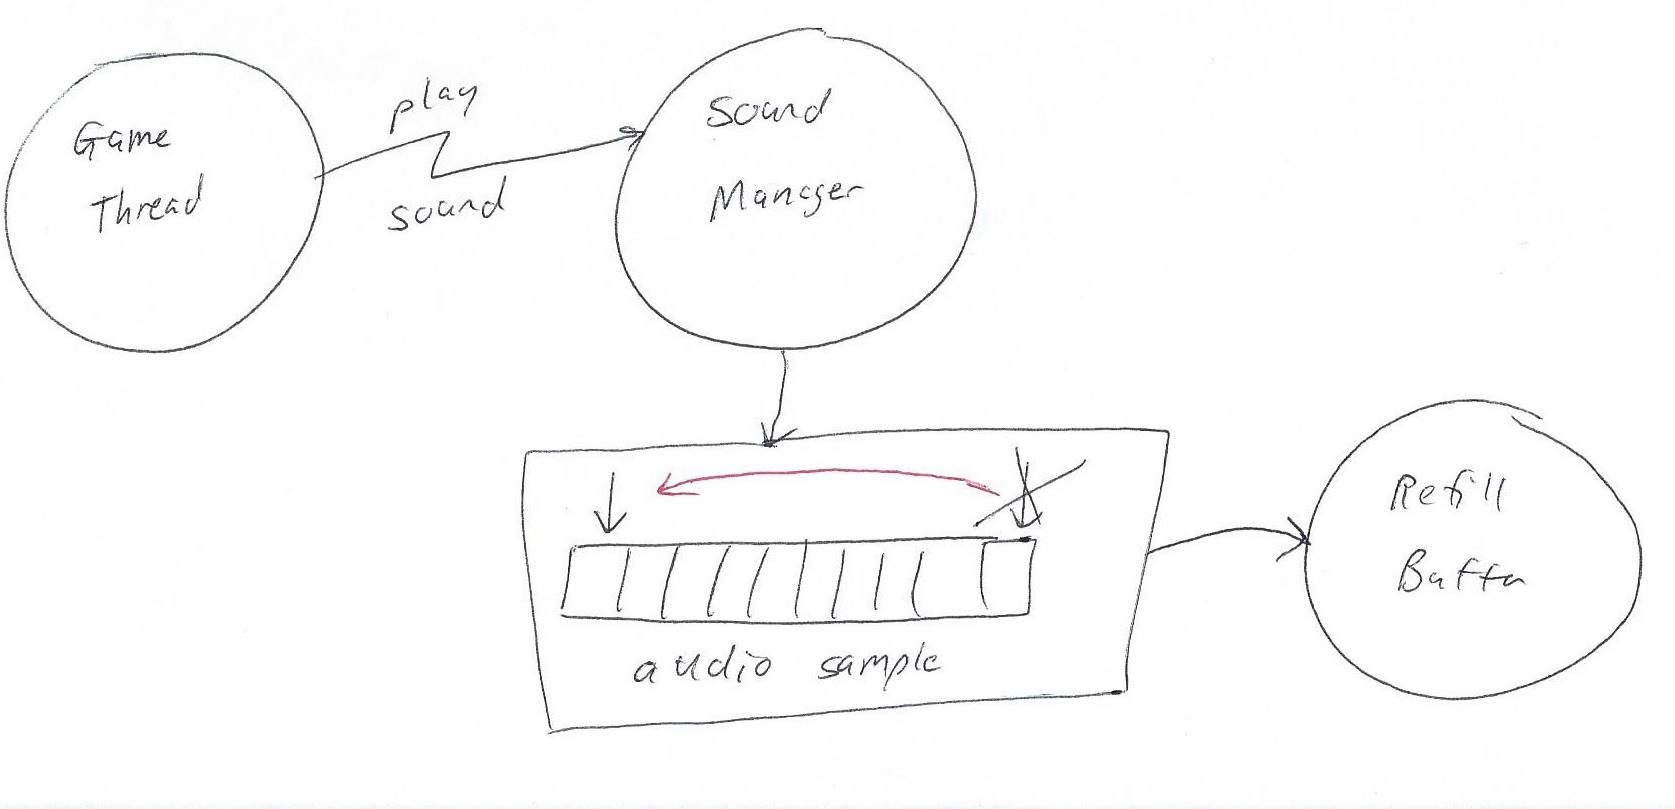 Game
Thread
play
sound
Sound
Manager
audio sample
Refill
Buffer